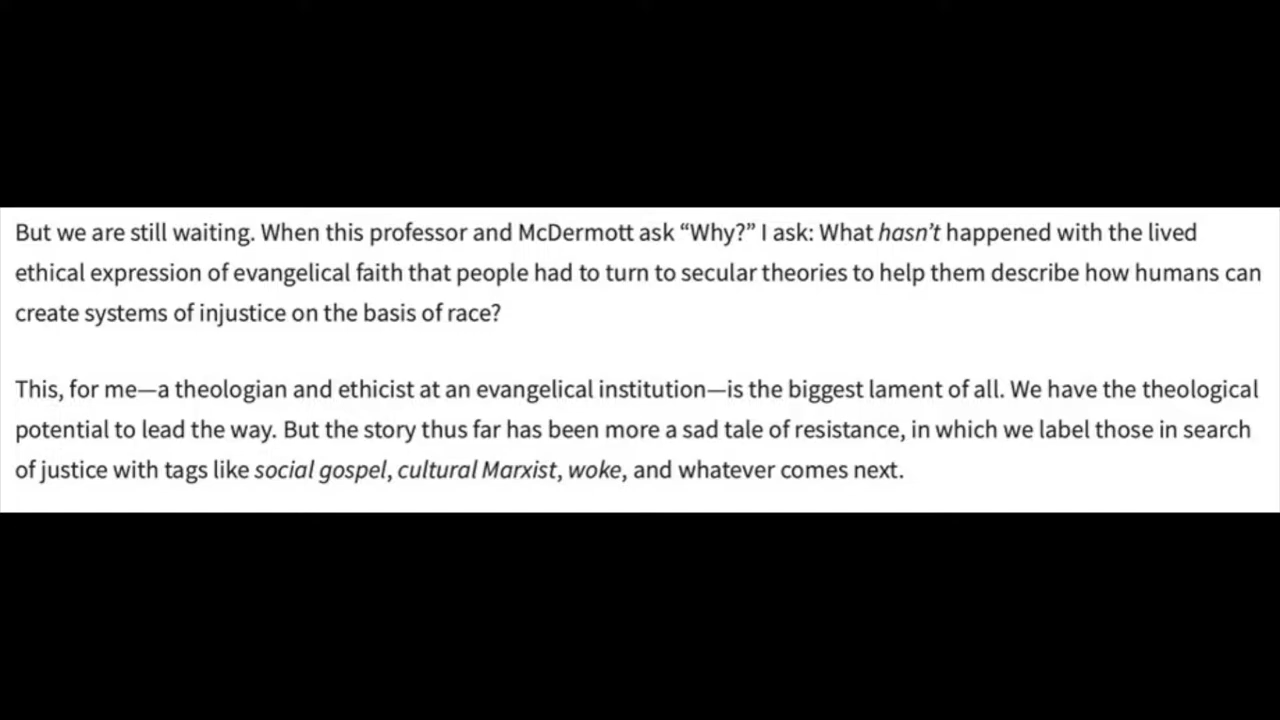 But we are still waiting. When this professor and McDermott ask “Why?” I ask: What hasn’t happened with the lived
ethical expression of evangelical faith that people had to turn to secular theories to help them describe how humans can
create systems of injustice on the basis of race?
This, for me—a theologian and ethicist at an evangelical institution—is the biggest lament of all. We have the theological
potential to lead the way. But the story thus far has been more a sad tale of resistance, in which we label those in search
of justice with tags like social gospel, cultural Marxist, woke, and whatever comes next.